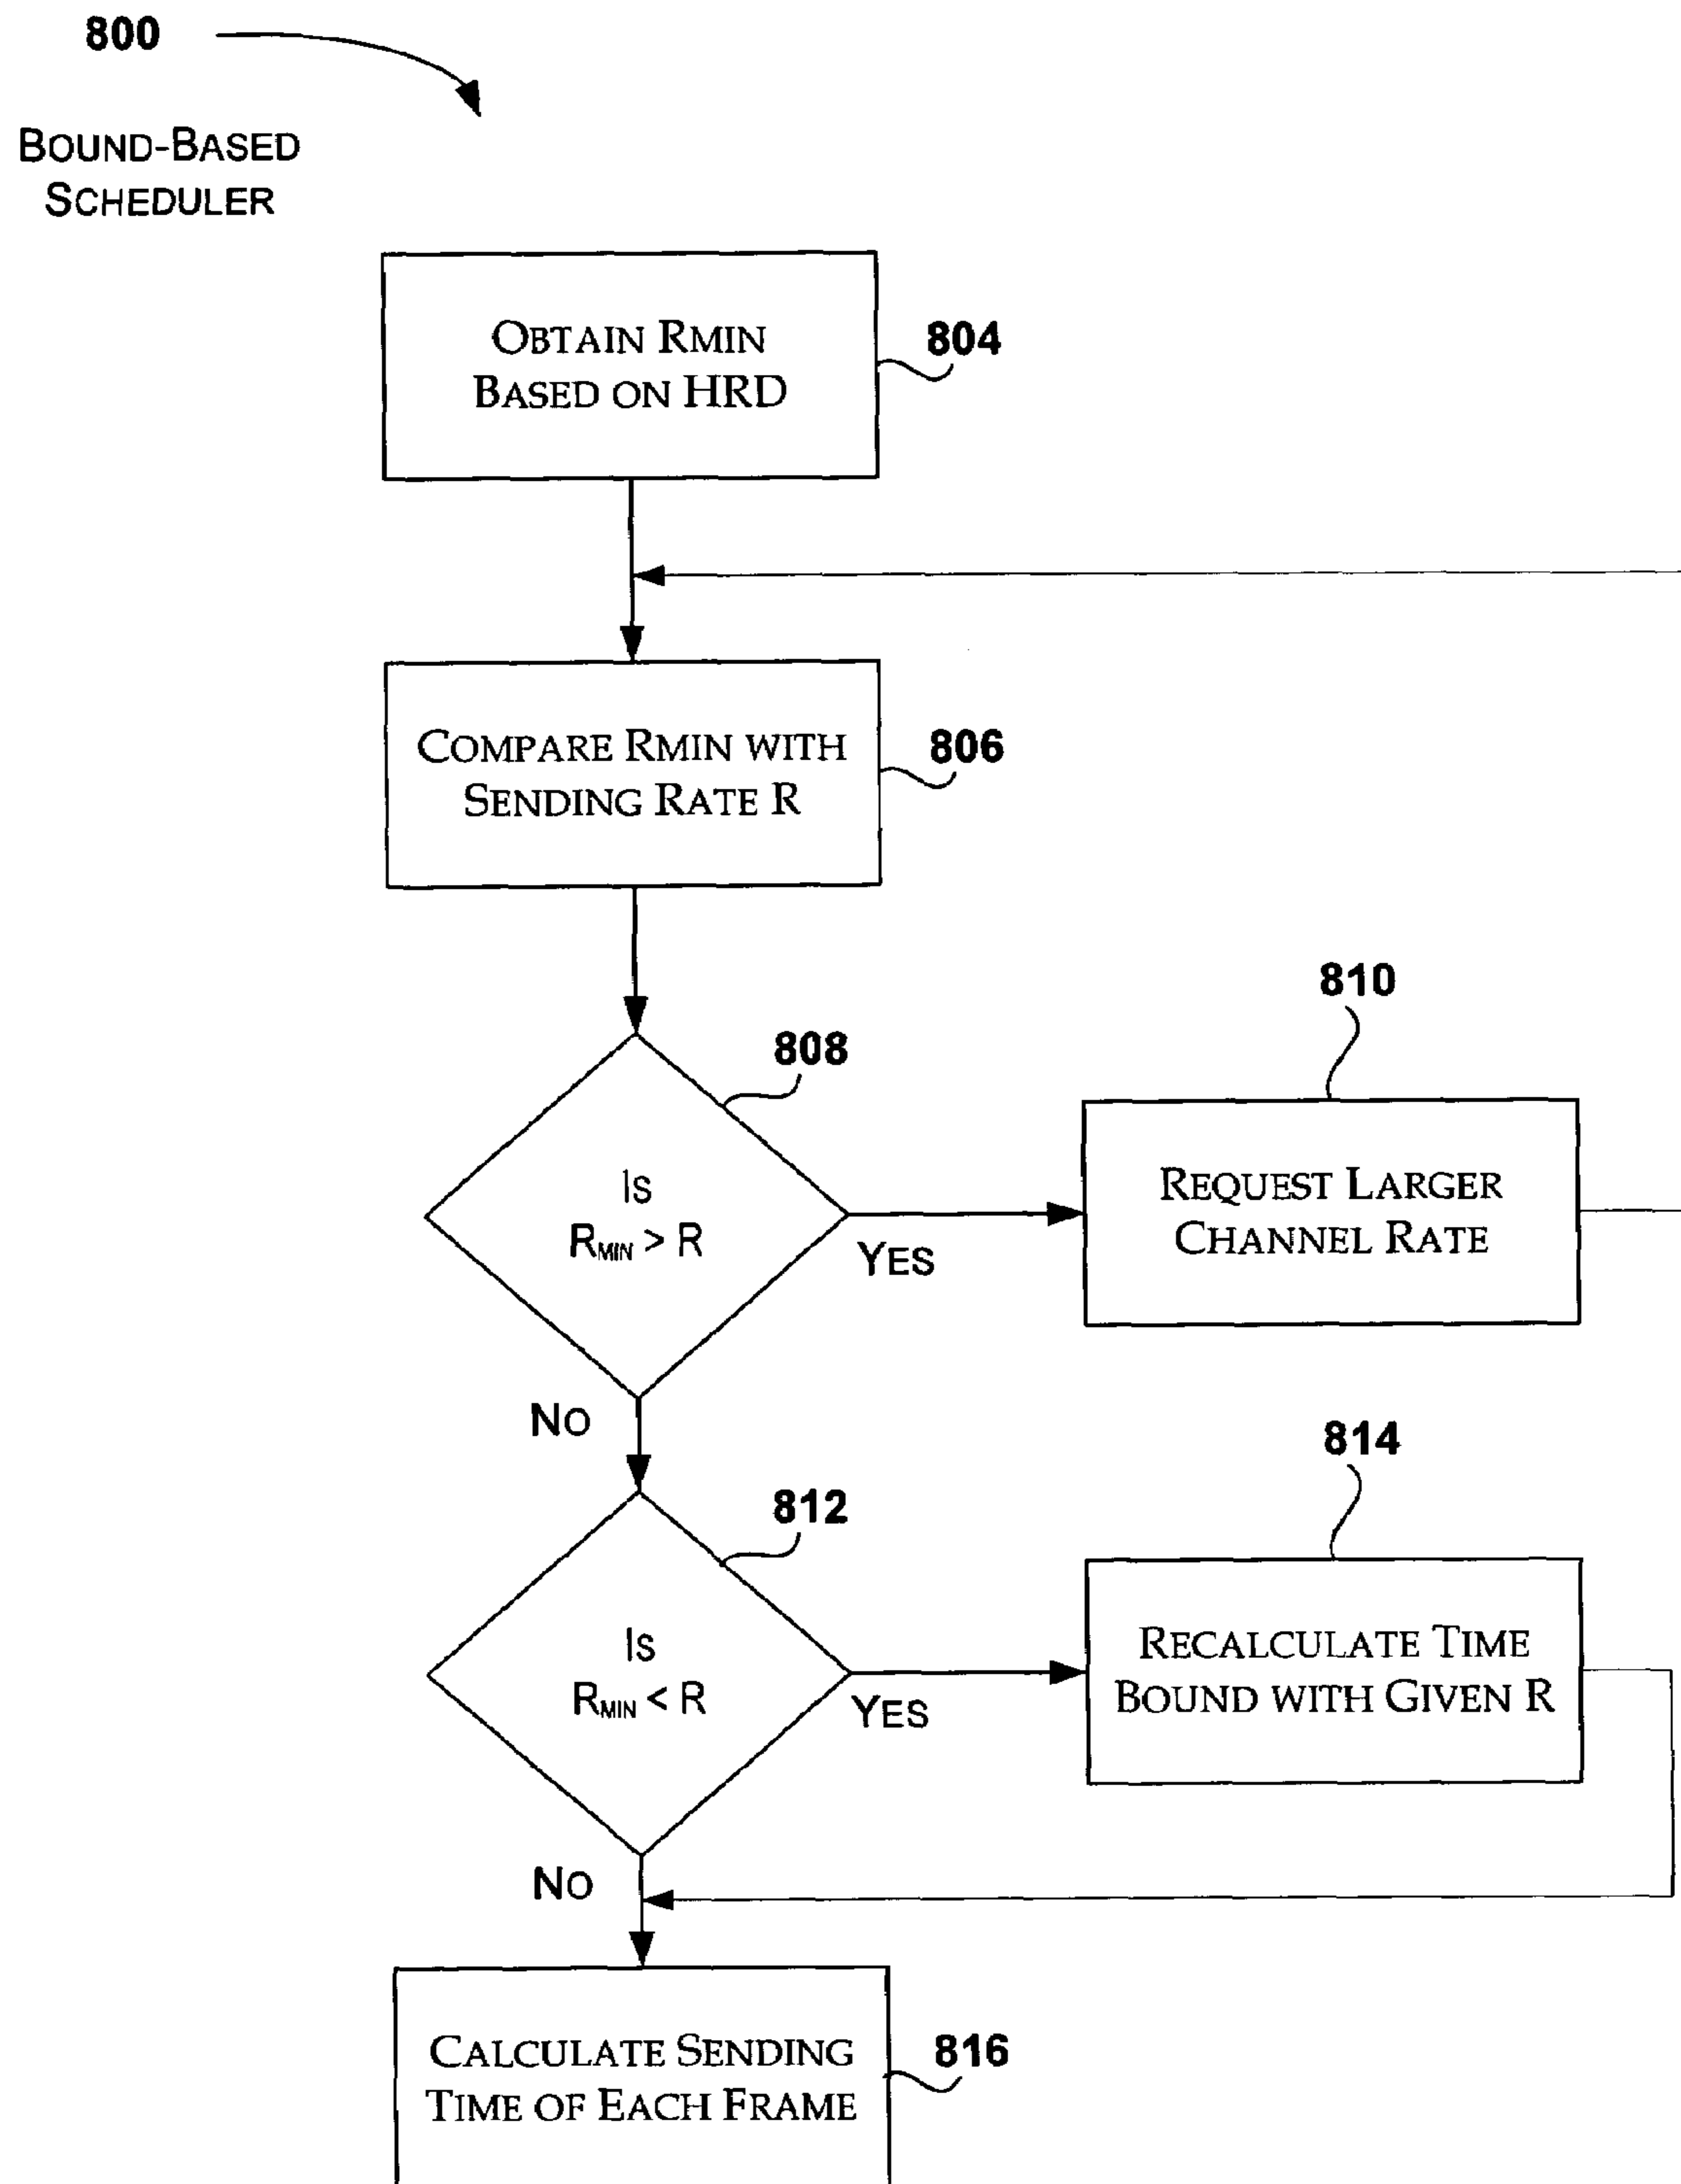 800
BOUND-BASED
SCHEDULER
OBTAIN RMIN
BASED ON HRD
804
COMPARE RMIN WITH
SENDING RATE R
806
808
IS
RMIN > R
YES
NO
810
REQUEST LARGER
CHANNEL RATE
812
IS
RMIN < R
YES
NO
814
RECALCULATE TIME
BOUND WITH GIVEN R
CALCULATE SENDING
TIME OF EACH FRAME
816